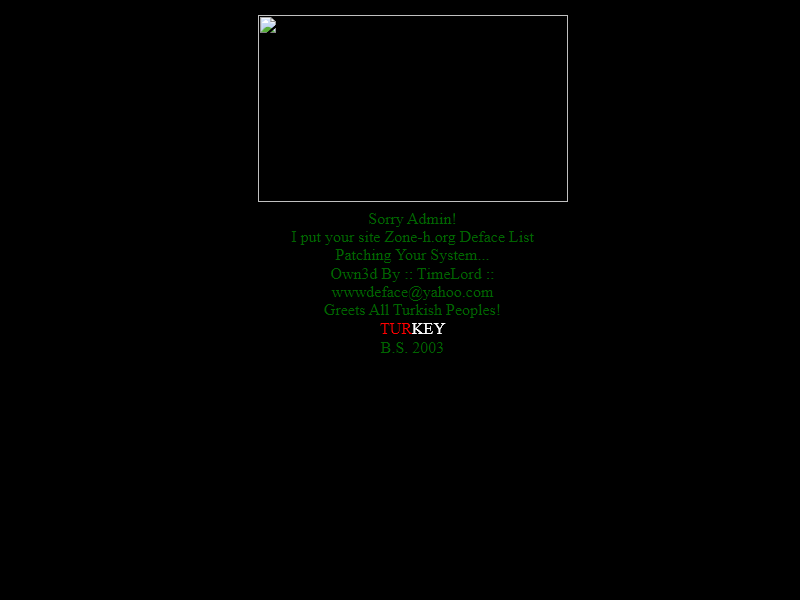 Sorry Admin!
I put your site Zone-h.org Deface List
Patching Your System...
Own3d By :: TimeLord ::
wwwdeface@yahoo.com
Greets All Turkish Peoples!
TURKEY
B.S. 2003